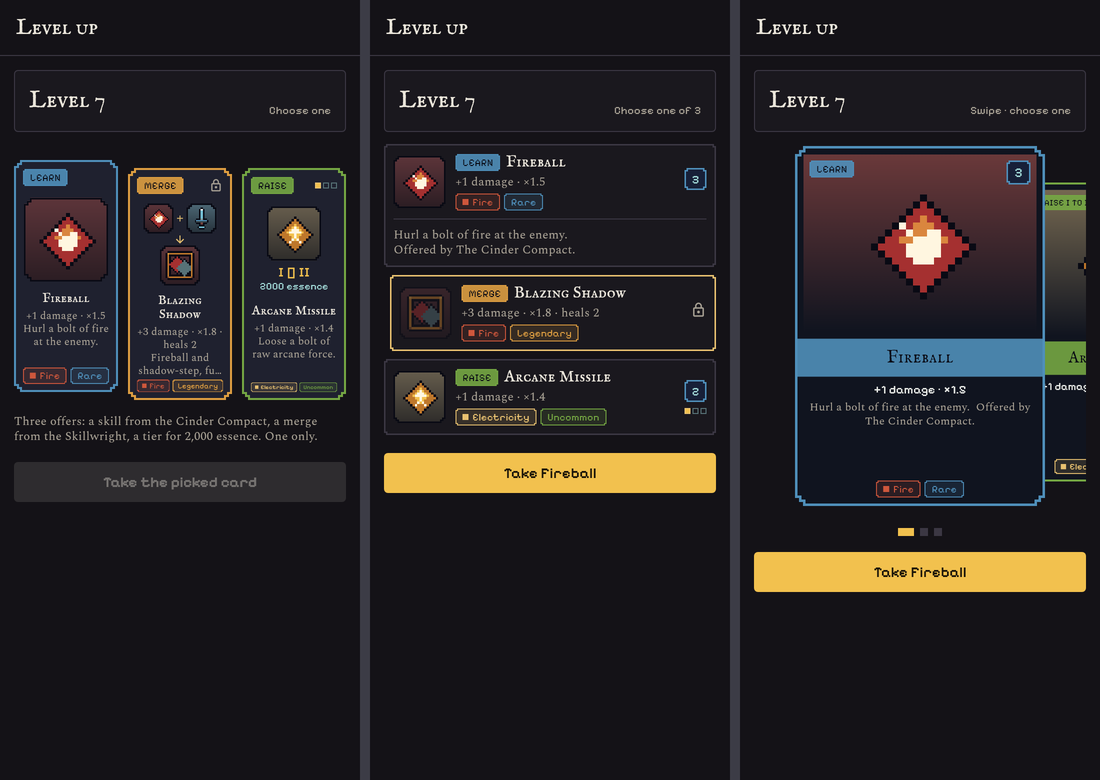 Level up
Level 7
Choose one
LEARN
MERGE
RAISE
+
I ▯ II
2000 essence
Fireball
+1 damage · ×1.5
Hurl a bolt of fire
at the enemy.
Fire
Rare
Blazing
Shadow
+3 damage · ×1.8 ·
heals 2
Fireball and
shadow-step, fu...
Fire
Legendary
Arcane Missile
+1 damage · ×1.4
Loose a bolt of
raw arcane force.
Electricity
Uncommon
Three offers: a skill from the Cinder Compact, a merge
from the Skillwright, a tier for 2,000 essence. One only.
Take the picked card
Level up
Level 7
Choose one of 3
LEARN Fireball
+1 damage · ×1.5
3
Fire Rare
Hurl a bolt of fire at the enemy.
Offered by The Cinder Compact.
MERGE Blazing Shadow
+3 damage · ×1.8 · heals 2
Fire Legendary
RAISE Arcane Missile
+1 damage · ×1.4
2
Electricity Uncommon
Take Fireball
Level up
Level 7
Swipe · choose one
LEARN
3
Fireball
+1 damage · ×1.5
Hurl a bolt of fire at the enemy. Offered by
The Cinder Compact.
Fire Rare
AISE I TO I
Ar
+1 damag
Elec
Take Fireball